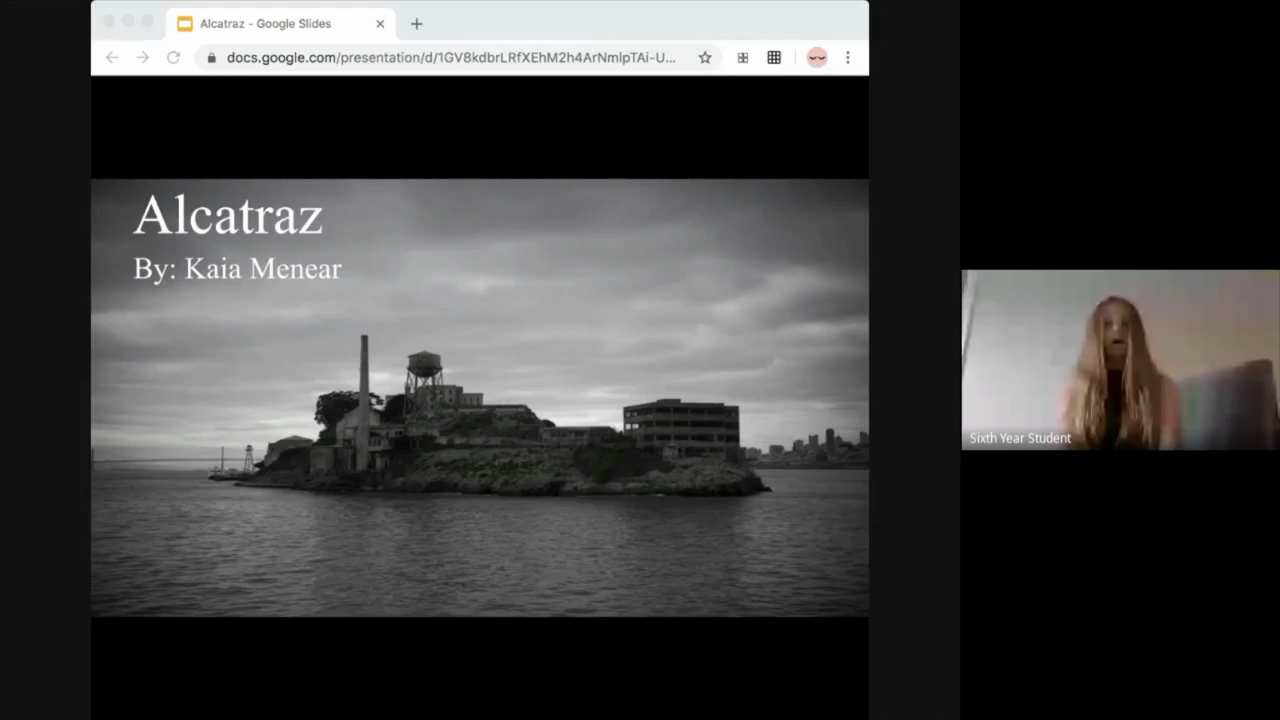 Alcatraz - Google Slides
docs.google.com/presentation/d/1GV8kdbrLRfXEhM2h4ArNmlpTAi-U...
Alcatraz
By: Kaia Menear
Sixth Year Student